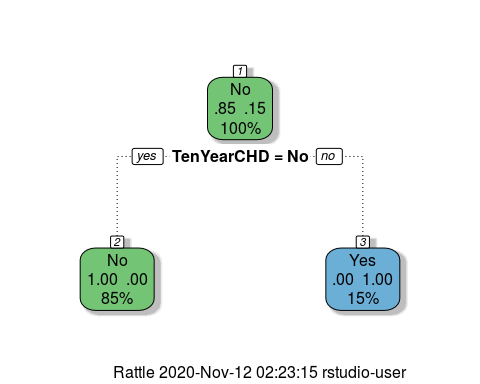 1
No
.85 .15
100%
yes TenYearCHD = No no
2
No
1.00 .00
85%
3
Yes
.00 1.00
15%
Rattle 2020-Nov-12 02:23:15 rstudio-user